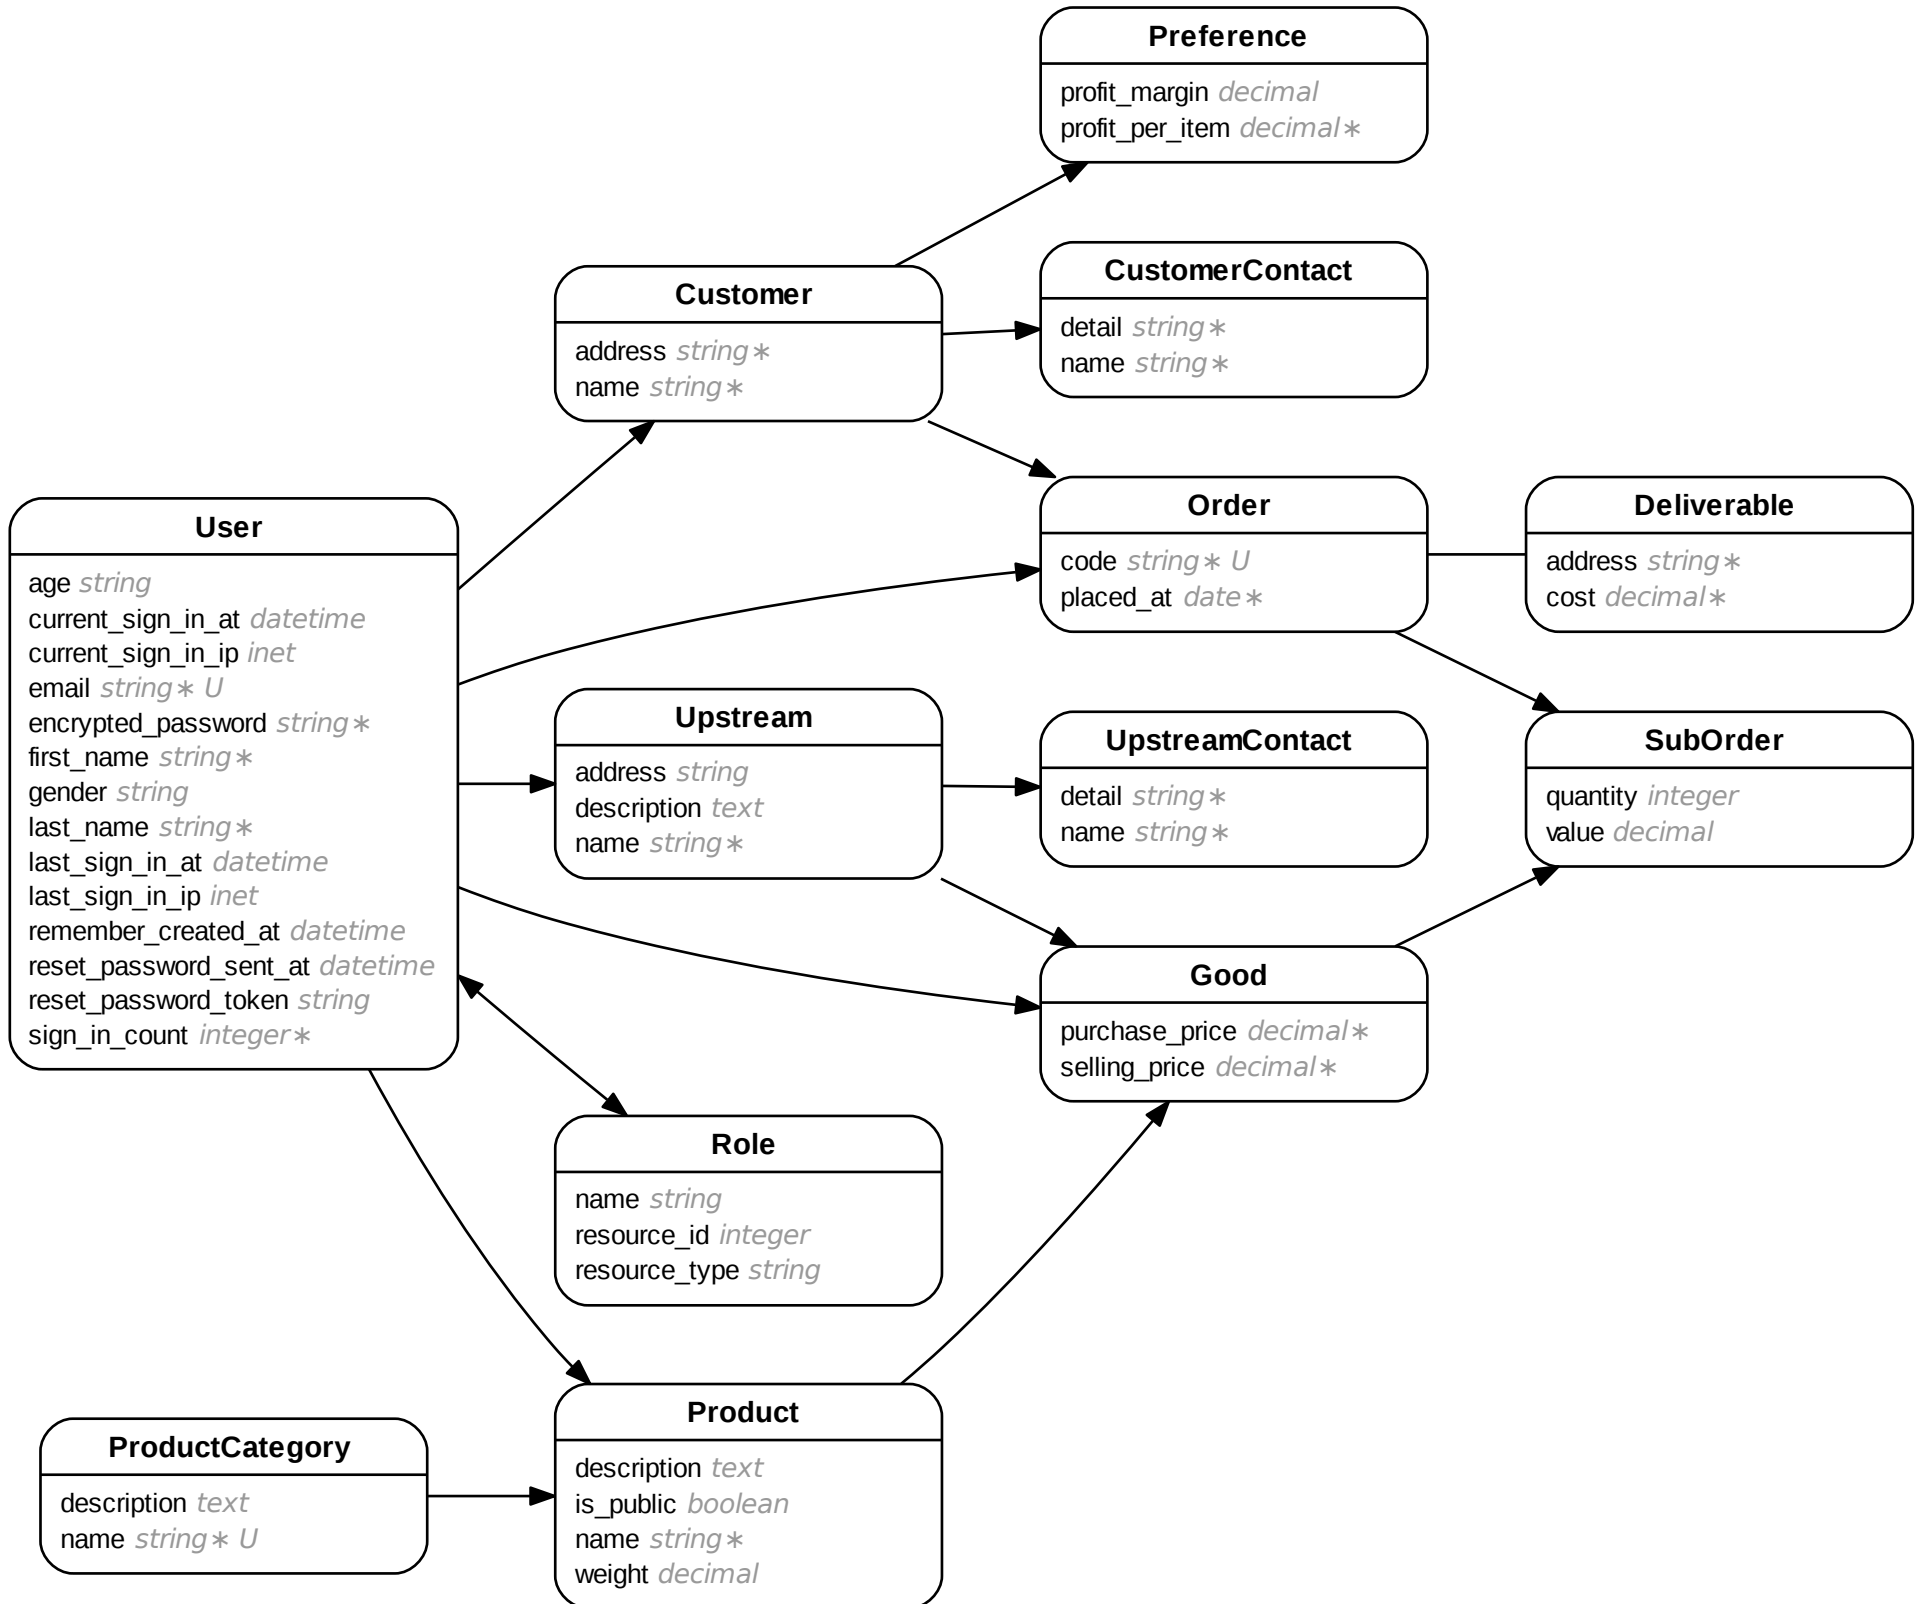 Preference
profit_margin decimal
profit_per_item decimal∗
Customer
address string∗
name string∗
CustomerContact
detail string∗
name string∗
User
age string
current_sign_in_at datetime
current_sign_in_ip inet
email string∗ U
encrypted_password string∗
first_name string∗
gender string
last_name string∗
last_sign_in_at datetime
last_sign_in_ip inet
remember_created_at datetime
reset_password_sent_at datetime
reset_password_token string
sign_in_count integer∗
Order
code string∗ U
placed_at date∗
Deliverable
address string∗
cost decimal∗
Upstream
address string
description text
name string∗
UpstreamContact
detail string∗
name string∗
SubOrder
quantity integer
value decimal
Good
purchase_price decimal∗
selling_price decimal∗
Role
name string
resource_id integer
resource_type string
ProductCategory
description text
name string∗ U
Product
description text
is_public boolean
name string∗
weight decimal